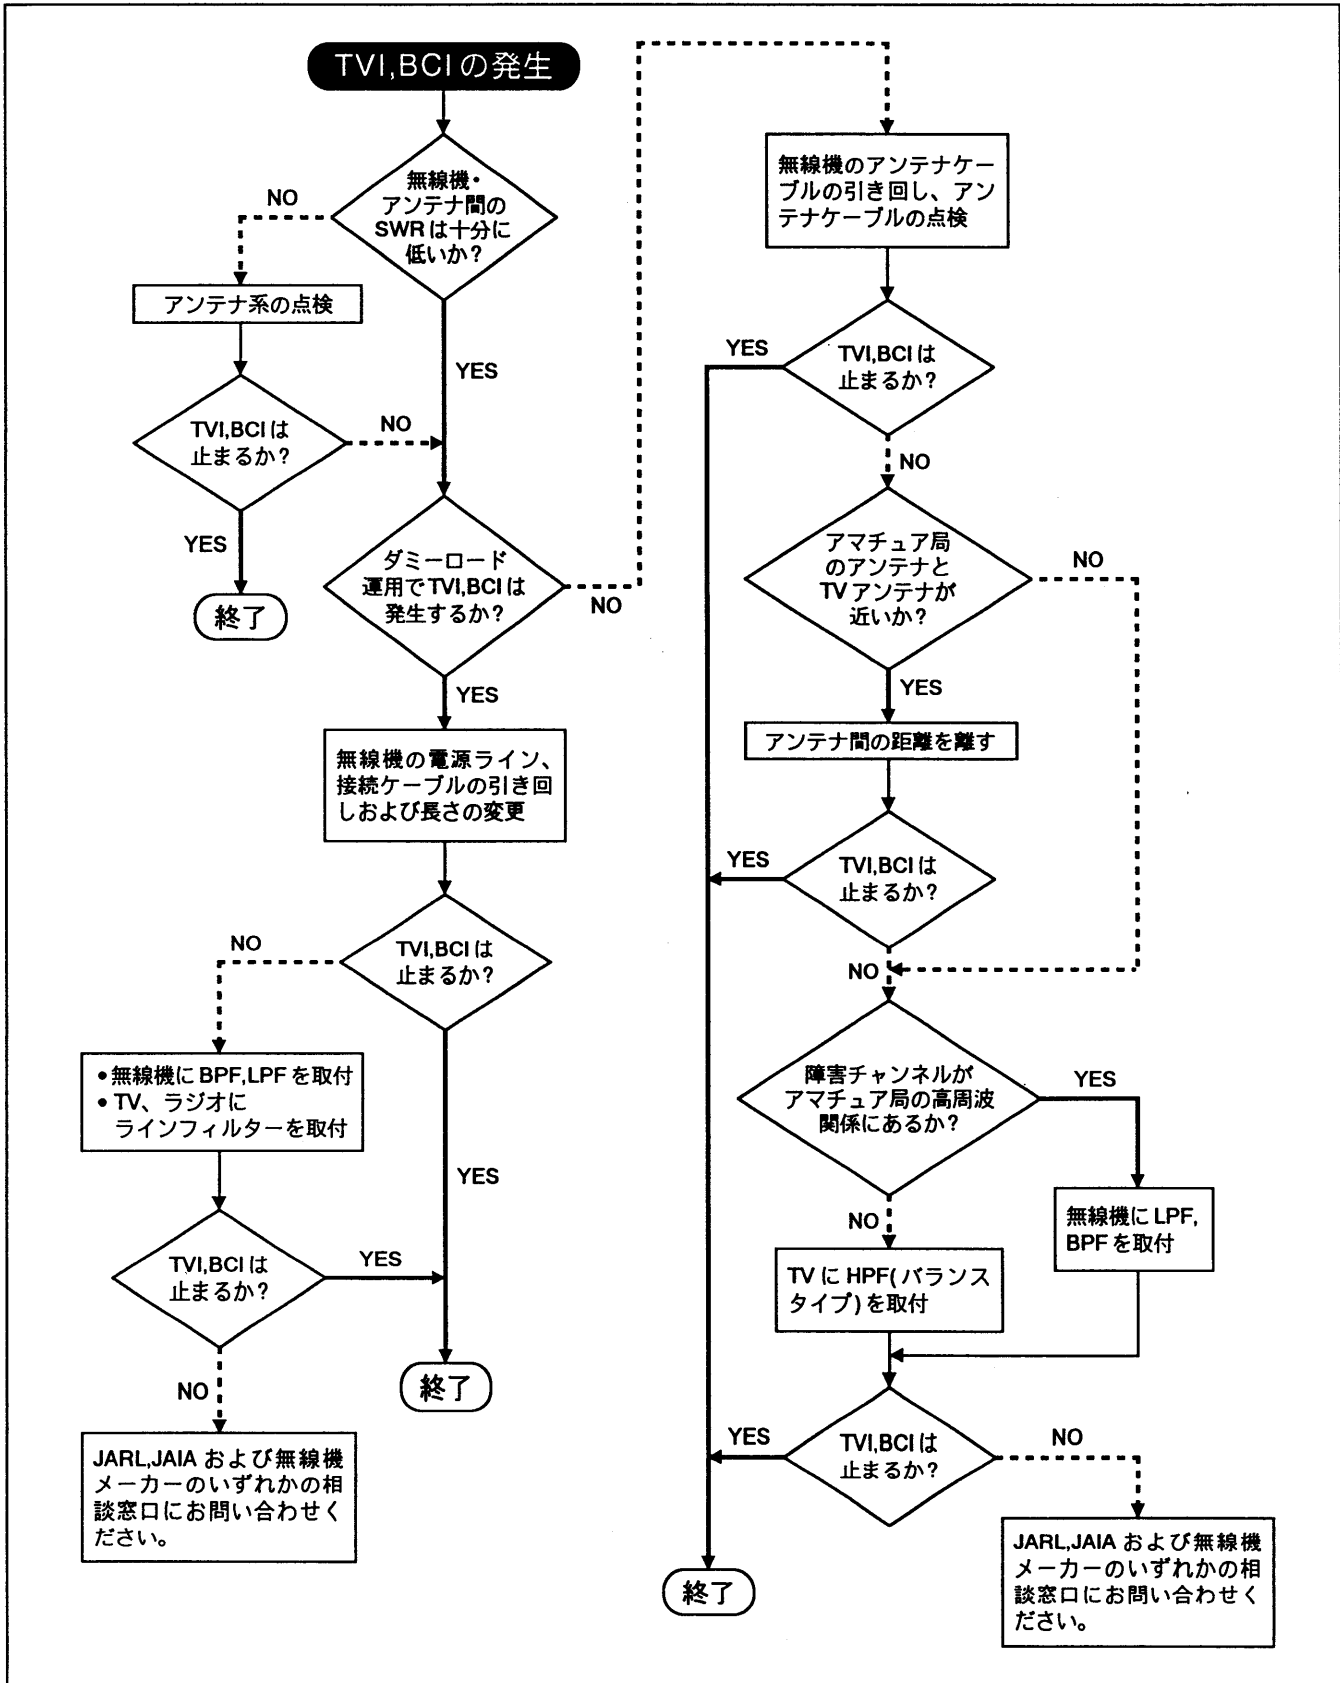 TVI,BCIの発生
無線機・
アンテナ間の
SWRは十分に
低いか？
NO
アンテナ系の点検
YES
TVI,BCIは
止まるか？
NO
YES
終了
ダミーロード
運用でTVI,BCIは
発生するか？
NO
YES
無線機の電源ライン、
接続ケーブルの引き回
しおよび長さの変更
TVI,BCIは
止まるか？
NO
•無線機にBPF,LPFを取付
•TV、ラジオに
ラインフィルターを取付
YES
TVI,BCIは
止まるか？
YES
終了
NO
JARL,JAIAおよび無線機
メーカーのいずれかの相
談窓口にお問い合わせく
ださい。
無線機のアンテナケー
ブルの引き回し、アン
テナケーブルの点検
YES
TVI,BCIは
止まるか？
NO
アマチュア局
のアンテナと
TVアンテナが
近いか？
NO
YES
アンテナ間の距離を離す
YES
TVI,BCIは
止まるか？
NO
障害チャンネルが
アマチュア局の高周波
関係にあるか？
YES
無線機にLPF,
BPFを取付
NO
TVにHPF(バランス
タイプ)を取付
YES
TVI,BCIは
止まるか？
NO
終了
JARL,JAIAおよび無線機
メーカーのいずれかの相
談窓口にお問い合わせく
ださい。